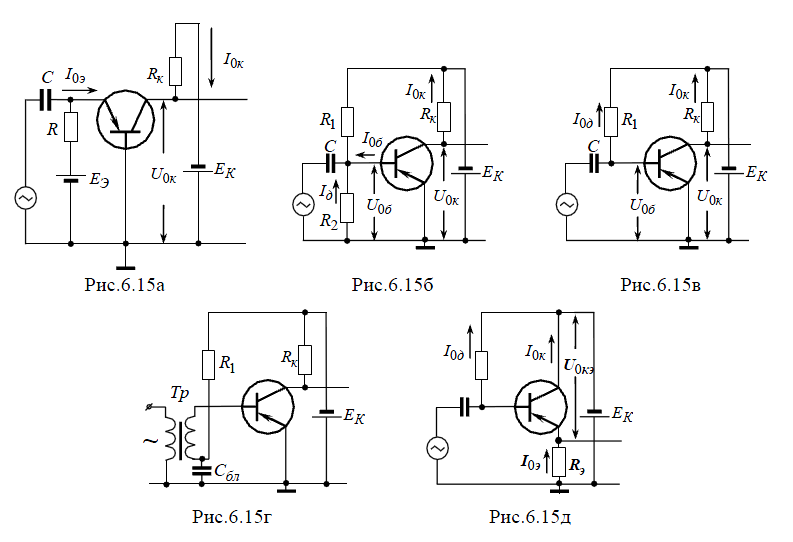 C I0э Rк I0к
R
EЭ U0к EК
Рис.6.15а
I0к
R1 Rк
C I0б
Iд U0к EК
R2 U0б
Рис.6.15б
I0к
I0д R1 Rк
C
U0б U0к EК
Рис.6.15в
R1 Rк
Тр
~ EК
Cбл
Рис.6.15г
I0д I0к U0кэ
EК
I0э Rэ
Рис.6.15д